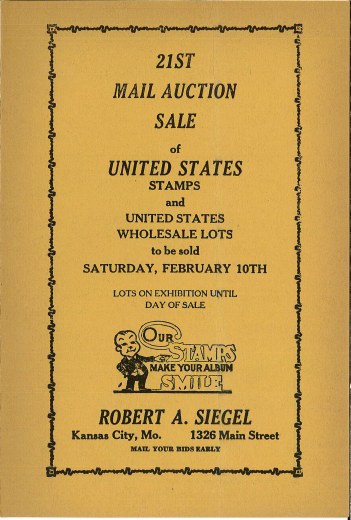 21ST
MAIL AUCTION
SALE
of
UNITED STATES
STAMPS
and
UNITED STATES
WHOLESALE LOTS
to be sold
SATURDAY, FEBRUARY 10TH
LOTS ON EXHIBITION UNTIL
DAY OF SALE
OUR
STAMPS
MAKE YOUR ALBUM
SMILE
ROBERT A. SIEGEL
Kansas City, Mo. 1326 Main Street
MAIL YOUR BIDS EARLY